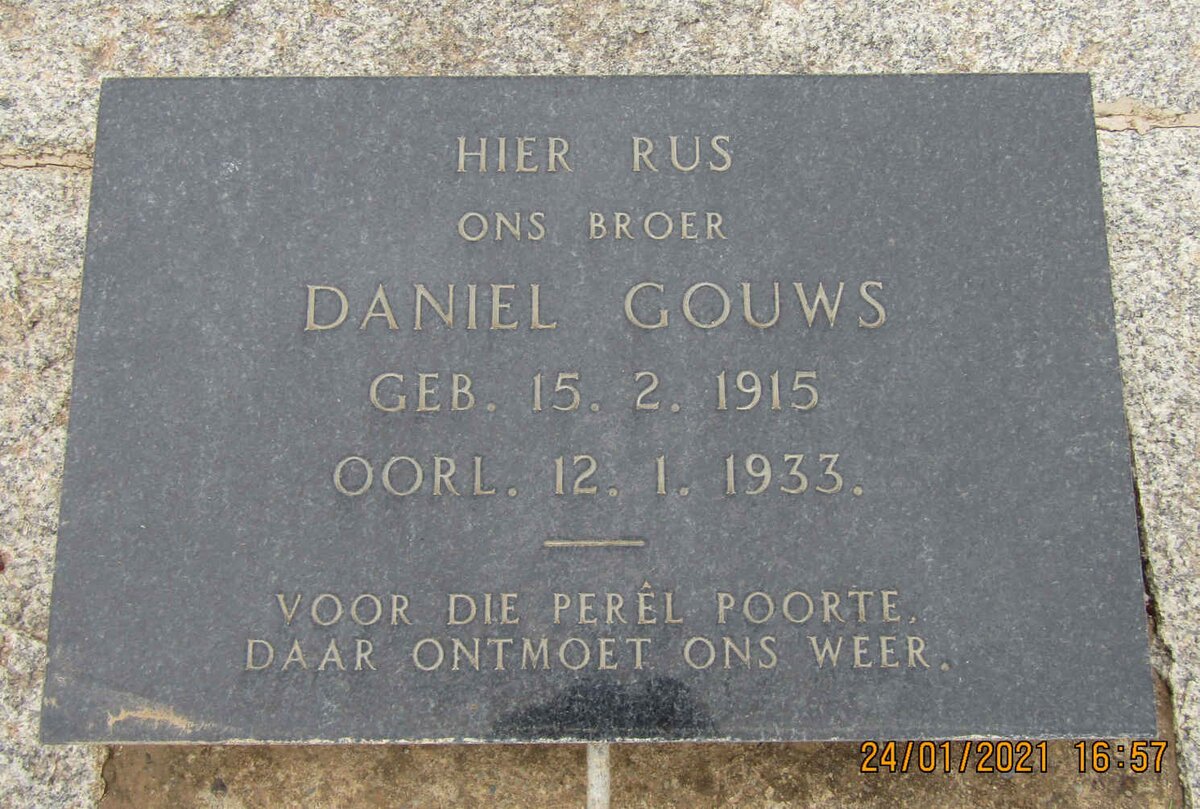 HIER RUS
ONS BROER
DANIEL GOUWS
GEB. 15. 2. 1915
OORL. 12. 1. 1933.
VOOR DIE PERÊL POORTE,
DAAR ONTMOET ONS WEER.
24/01/2021 16:57